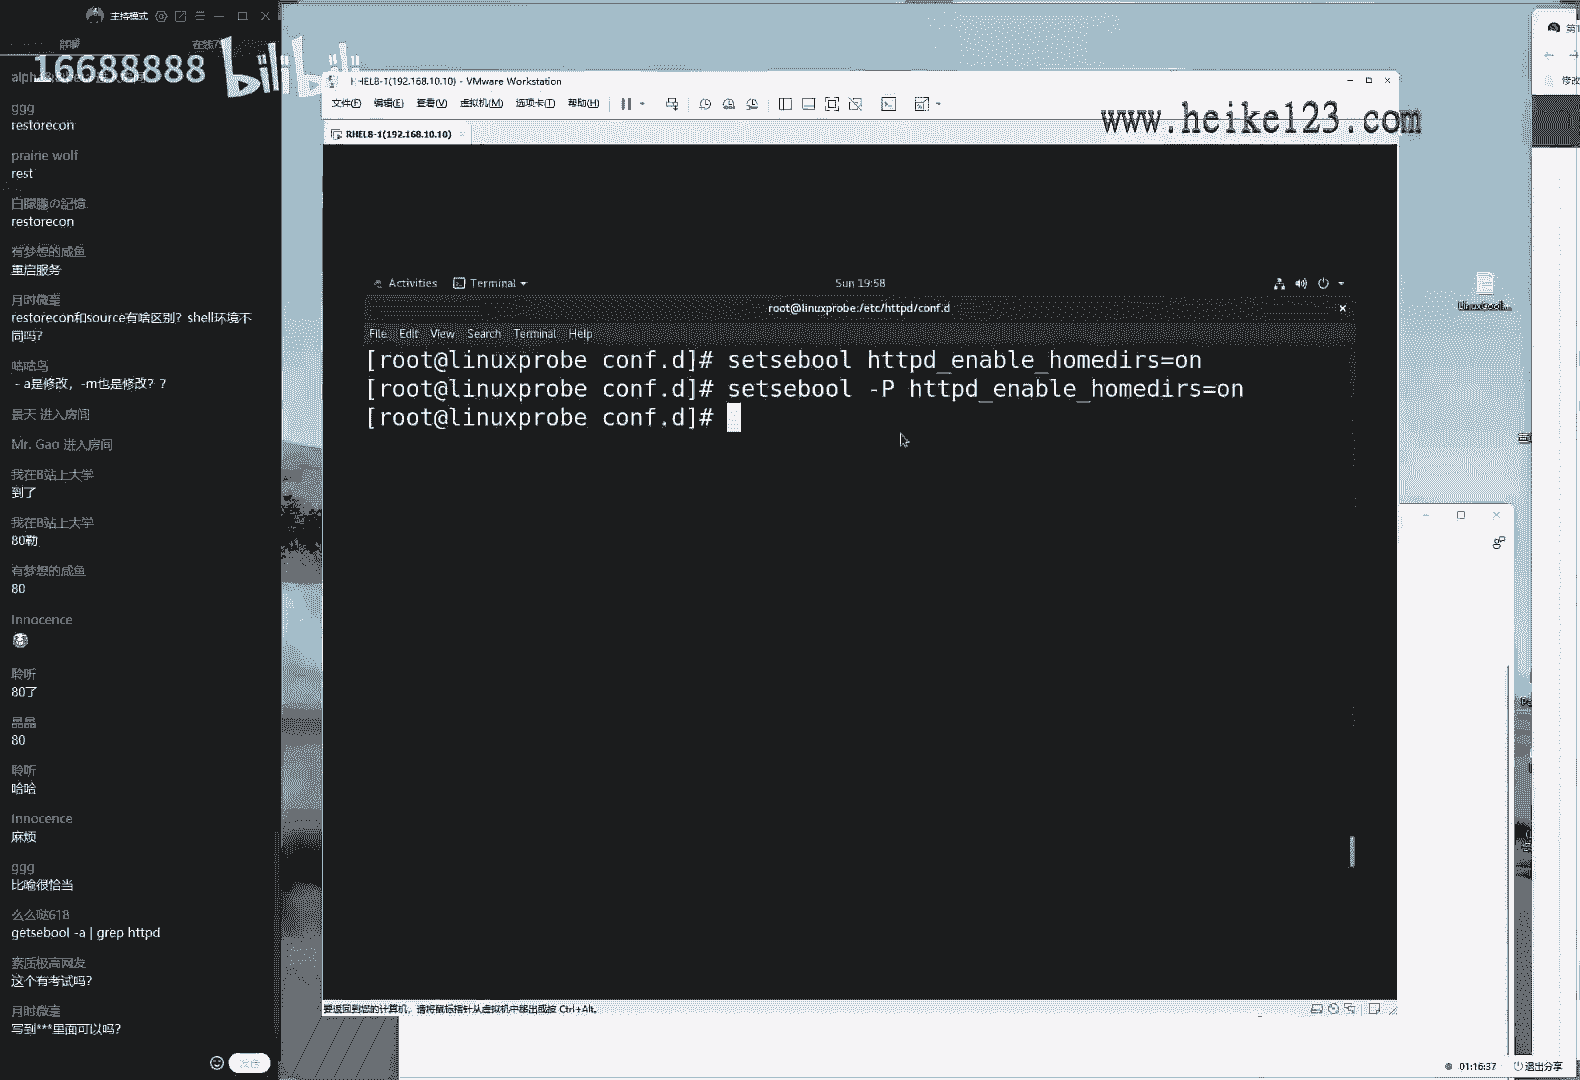 主持模式
16688888
bilibili
ggg
restorecon
prairie wolf
rest
白朦朧の記憶
restorecon
有梦想的咸鱼
重启服务
restorecon和source有啥区别？shell环境不
同吗？
咕咕鸟
- a是修改，-m也是修改？？
景天 进入房间
Mr. Gao 进入房间
我在B站上大学
到了
我在B站上大学
80勒
有梦想的咸鱼
80
Innocence
聆听
80了
晶晶
80
聆听
哈哈
Innocence
麻烦
ggg
比喻很恰当
么么哒618
getsebool -a | grep httpd
素质极高网友
这个有考试吗？
写到***里面可以吗？
发送
RHEL8-1(192.168.10.10) - VMware Workstation
文件(F) 编辑(E) 查看(V) 虚拟机(M) 选项卡(T) 帮助(H)
www.heike123.com
RHEL8-1(192.168.10.10)
Activities Terminal Sun 19:58
root@linuxprobe:/etc/httpd/conf.d
File Edit View Search Terminal Help
[root@linuxprobe conf.d]# setsebool httpd_enable_homedirs=on
[root@linuxprobe conf.d]# setsebool -P httpd_enable_homedirs=on
[root@linuxprobe conf.d]#
要返回到您的计算机，请将鼠标指针从虚拟机中移出或按 Ctrl+Alt。
修改
01:16:37
退出分享